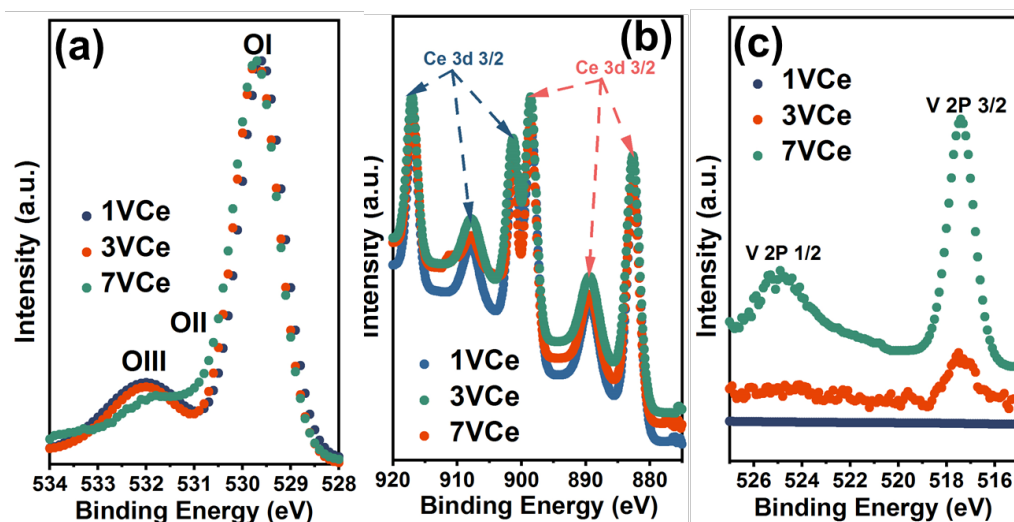 (a)
OI
OII
OIII
1VCe
3VCe
7VCe
Intensity (a.u.)
534 533 532 531 530 529 528
Binding Energy (eV)
(b)
Ce 3d 3/2
Ce 3d 3/2
1VCe
3VCe
7VCe
Intensity (a.u.)
920 910 900 890 880
Binding Energy (eV)
(c)
1VCe
3VCe
7VCe
V 2P 3/2
V 2P 1/2
Intensity (a.u.)
526 524 522 520 518 516
Binding Energy (eV)